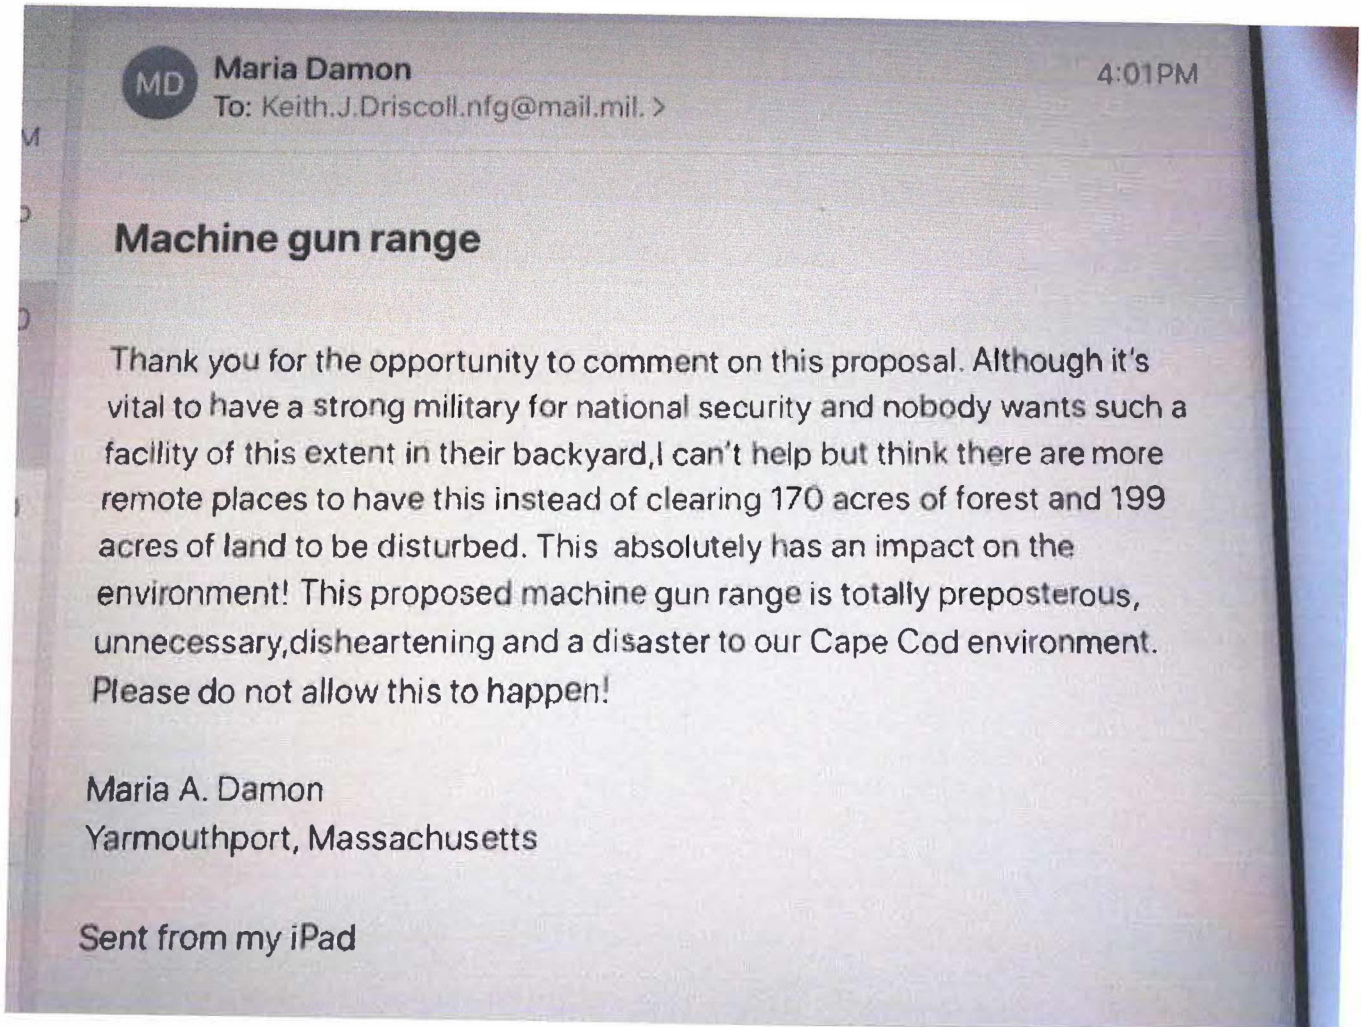 MD
Maria Damon
4:01PM
To: Keith.J.Driscoll.nfg@mail.mil. >
M
Machine gun range
Thank you for the opportunity to comment on this proposal. Although it's
vital to have a strong military for national security and nobody wants such a
facility of this extent in their backyard,I can't help but think there are more
remote places to have this instead of clearing 170 acres of forest and 199
acres of land to be disturbed. This absolutely has an impact on the
environment! This proposed machine gun range is totally preposterous,
unnecessary,disheartening and a disaster to our Cape Cod environment.
Please do not allow this to happen!
Maria A. Damon
Yarmouthport, Massachusetts
Sent from my iPad